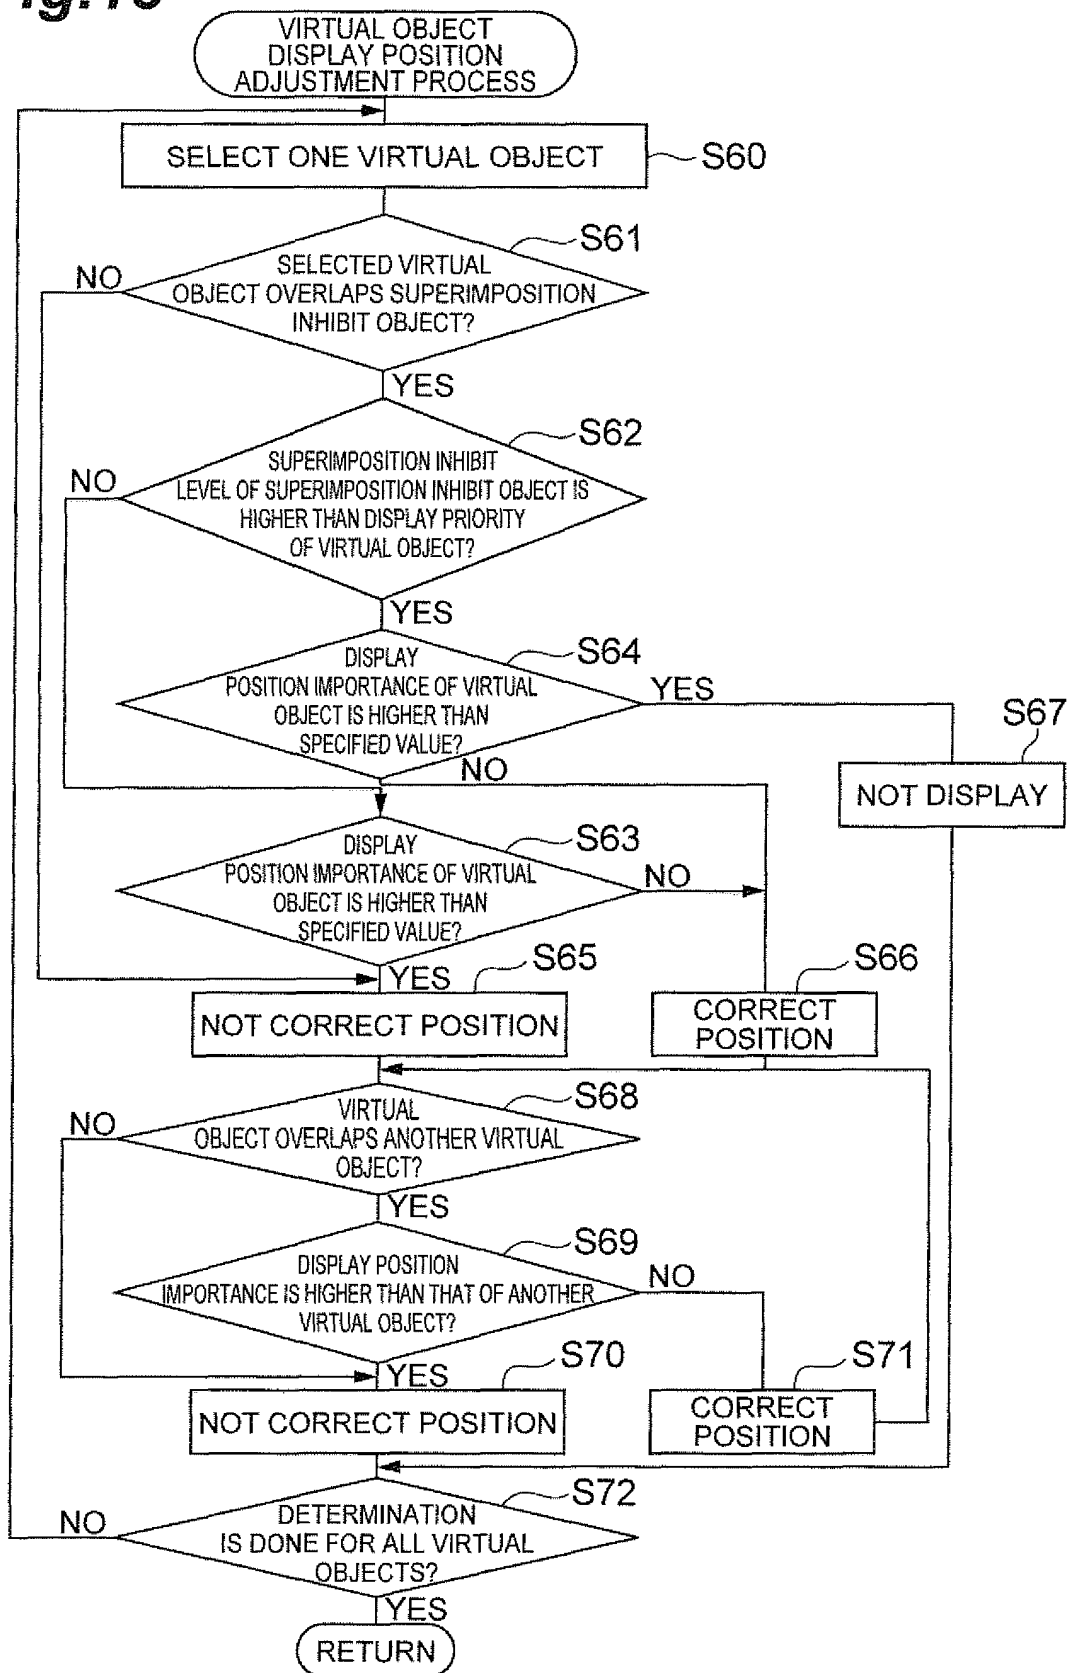 VIRTUAL OBJECT
DISPLAY POSITION
ADJUSTMENT PROCESS
SELECT ONE VIRTUAL OBJECT
S60
S61
SELECTED VIRTUAL
OBJECT OVERLAPS SUPERIMPOSITION
INHIBIT OBJECT?
NO
YES
S62
SUPERIMPOSITION INHIBIT
LEVEL OF SUPERIMPOSITION INHIBIT OBJECT IS
HIGHER THAN DISPLAY PRIORITY
OF VIRTUAL OBJECT?
NO
YES
S64
DISPLAY
POSITION IMPORTANCE OF VIRTUAL
OBJECT IS HIGHER THAN
SPECIFIED VALUE?
YES
NO
S67
NOT DISPLAY
S63
DISPLAY
POSITION IMPORTANCE OF VIRTUAL
OBJECT IS HIGHER THAN
SPECIFIED VALUE?
NO
YES
S65
NOT CORRECT POSITION
S66
CORRECT
POSITION
S68
VIRTUAL
OBJECT OVERLAPS ANOTHER VIRTUAL
OBJECT?
NO
YES
S69
DISPLAY POSITION
IMPORTANCE IS HIGHER THAN THAT OF ANOTHER
VIRTUAL OBJECT?
NO
YES
S70
NOT CORRECT POSITION
S71
CORRECT
POSITION
S72
DETERMINATION
IS DONE FOR ALL VIRTUAL
OBJECTS?
NO
YES
RETURN